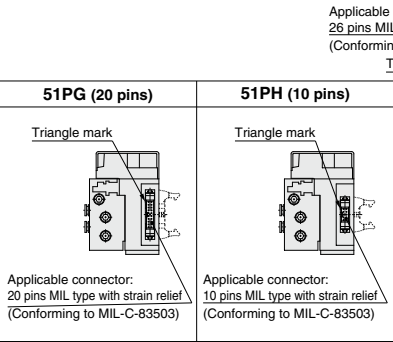 Applicable
26 pins MIL
(Conformin
T
51PG (20 pins)
51PH (10 pins)
Triangle mark
Triangle mark
Applicable connector:
20 pins MIL type with strain relief
(Conforming to MIL-C-83503)
Applicable connector:
10 pins MIL type with strain relief
(Conforming to MIL-C-83503)